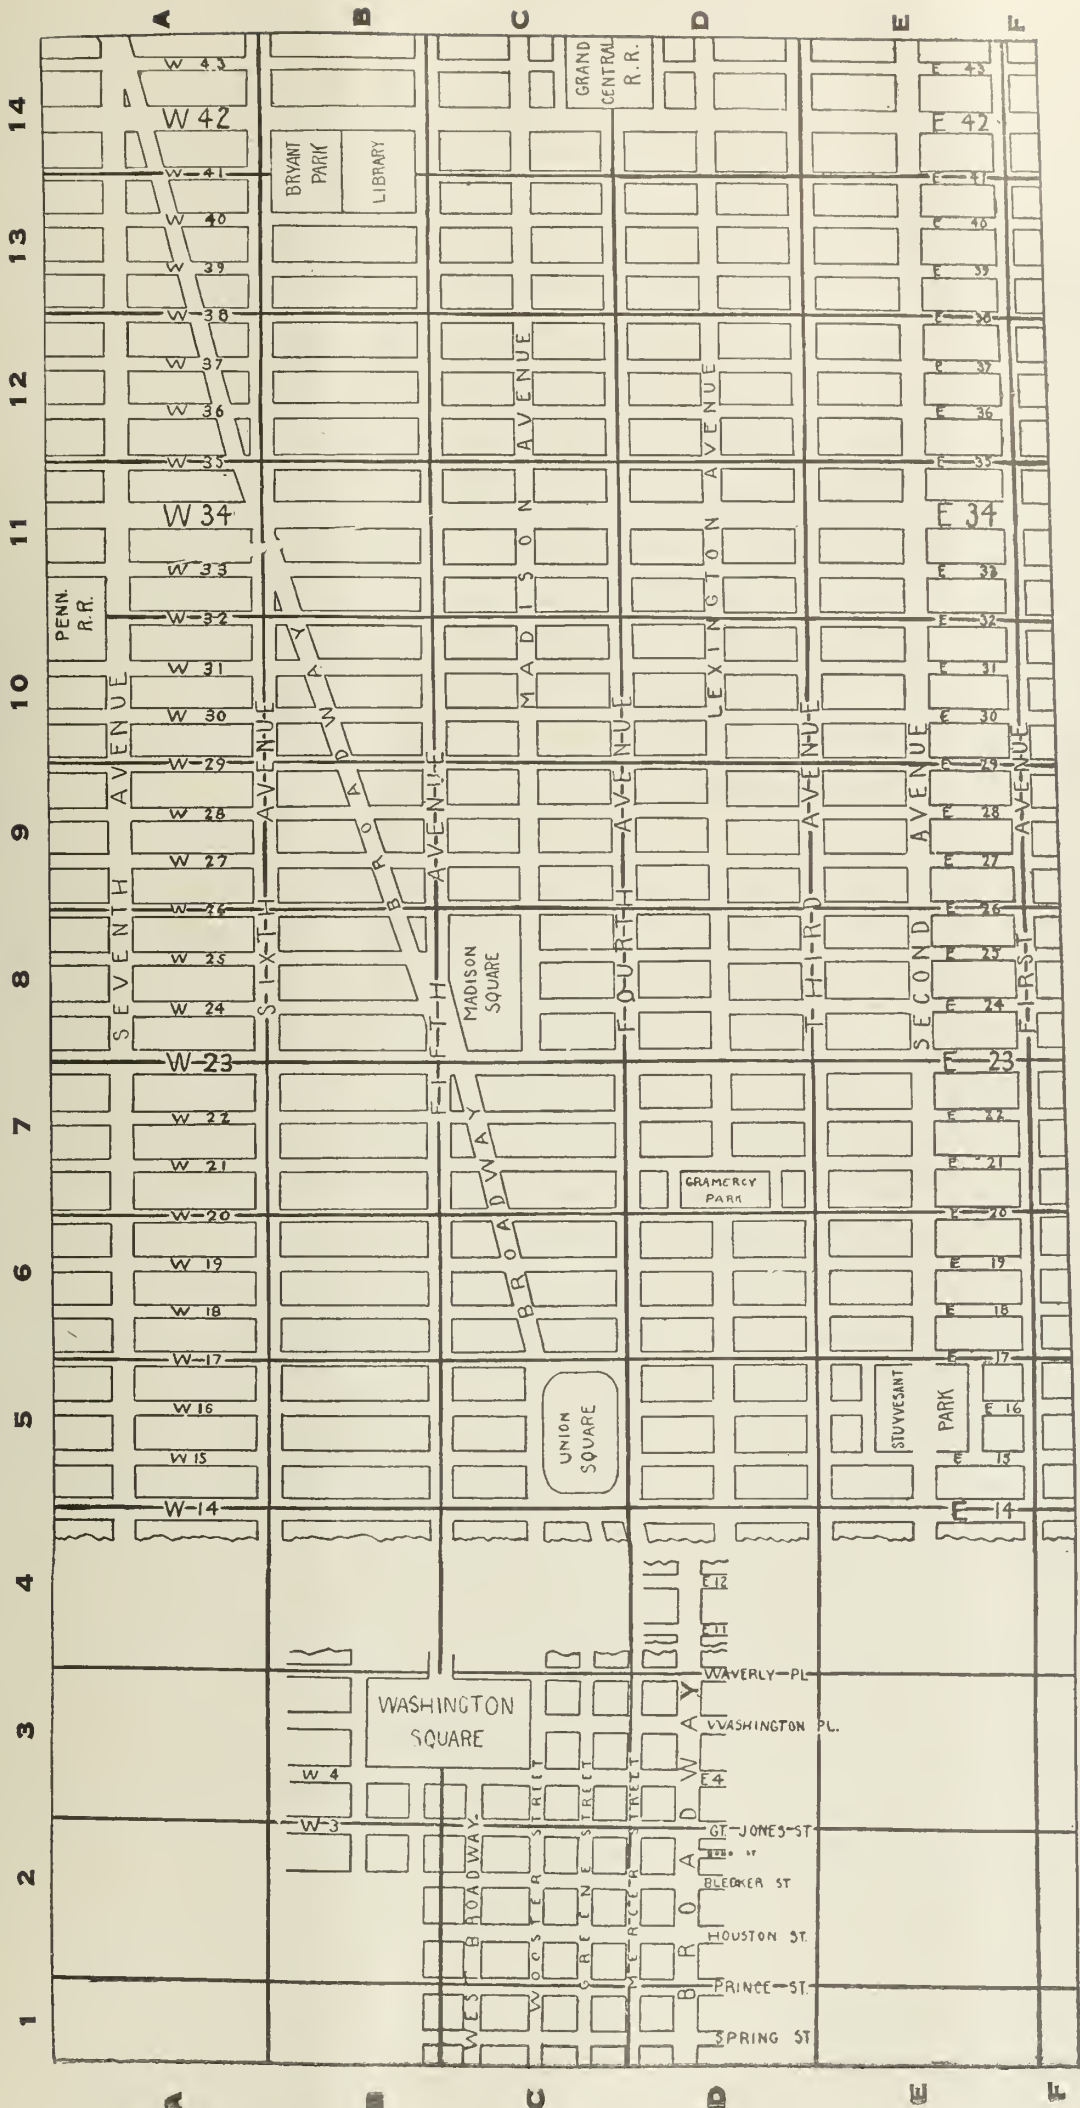 A
B
C
D
E
F
14
13
12
11
10
9
8
7
6
5
4
3
2
1
W 43
E 43
GRAND
CENTRAL
R. R.
W 42
E 42
BRYANT
PARK
LIBRARY
W 41
E 41
W 40
E 40
W 39
E 39
W 38
E 38
W 37
E 37
W 36
E 36
W 35
E 35
W 34
E 34
W 33
E 33
PENN.
R.R.
W 32
E 32
W 31
E 31
W 30
E 30
W 29
E 29
W 28
E 28
W 27
E 27
W 26
E 26
W 25
E 25
W 24
E 24
MADISON
SQUARE
SEVENTH AVENUE
SIXTH AVENUE
BROADWAY
FIFTH AVENUE
MADISON AVENUE
FOURTH AVENUE
LEXINGTON AVENUE
THIRD AVENUE
SECOND AVENUE
FIRST AVENUE
W 23
E 23
W 22
E 22
W 21
E 21
GRAMERCY
PARK
W 20
E 20
BROADWAY
W 19
E 19
W 18
E 18
W 17
E 17
W 16
E 16
UNION
SQUARE
STUYVESANT
PARK
W 15
E 15
W 14
E 14
E 12
E 11
WAVERLY PL
WASHINGTON
SQUARE
WASHINGTON PL.
W 4
E 4
W 3
GT. JONES ST
BLEEKER ST
HOUSTON ST.
PRINCE ST.
SPRING ST
WEST BROADWAY
WOOSTER STREET
GREENE STREET
MERCER STREET
BROADWAY
A
B
C
D
E
F